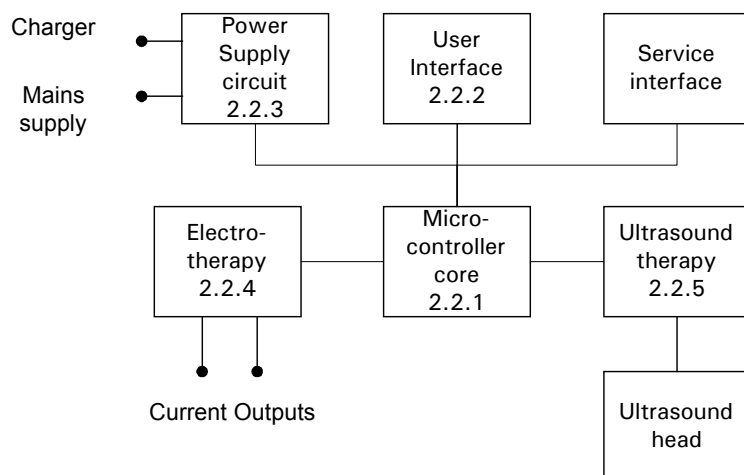 Charger
Mains
supply
Power
Supply
circuit
2.2.3
User
Interface
2.2.2
Service
interface
Electro-
therapy
2.2.4
Micro-
controller
core
2.2.1
Ultrasound
therapy
2.2.5
Current Outputs
Ultrasound
head